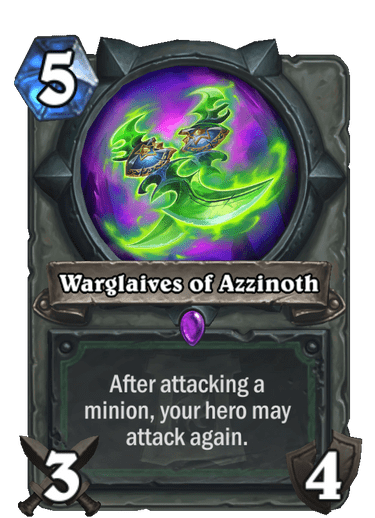 5
Warglaives of Azzinoth
After attacking a
minion, your hero may
attack again.
3
4